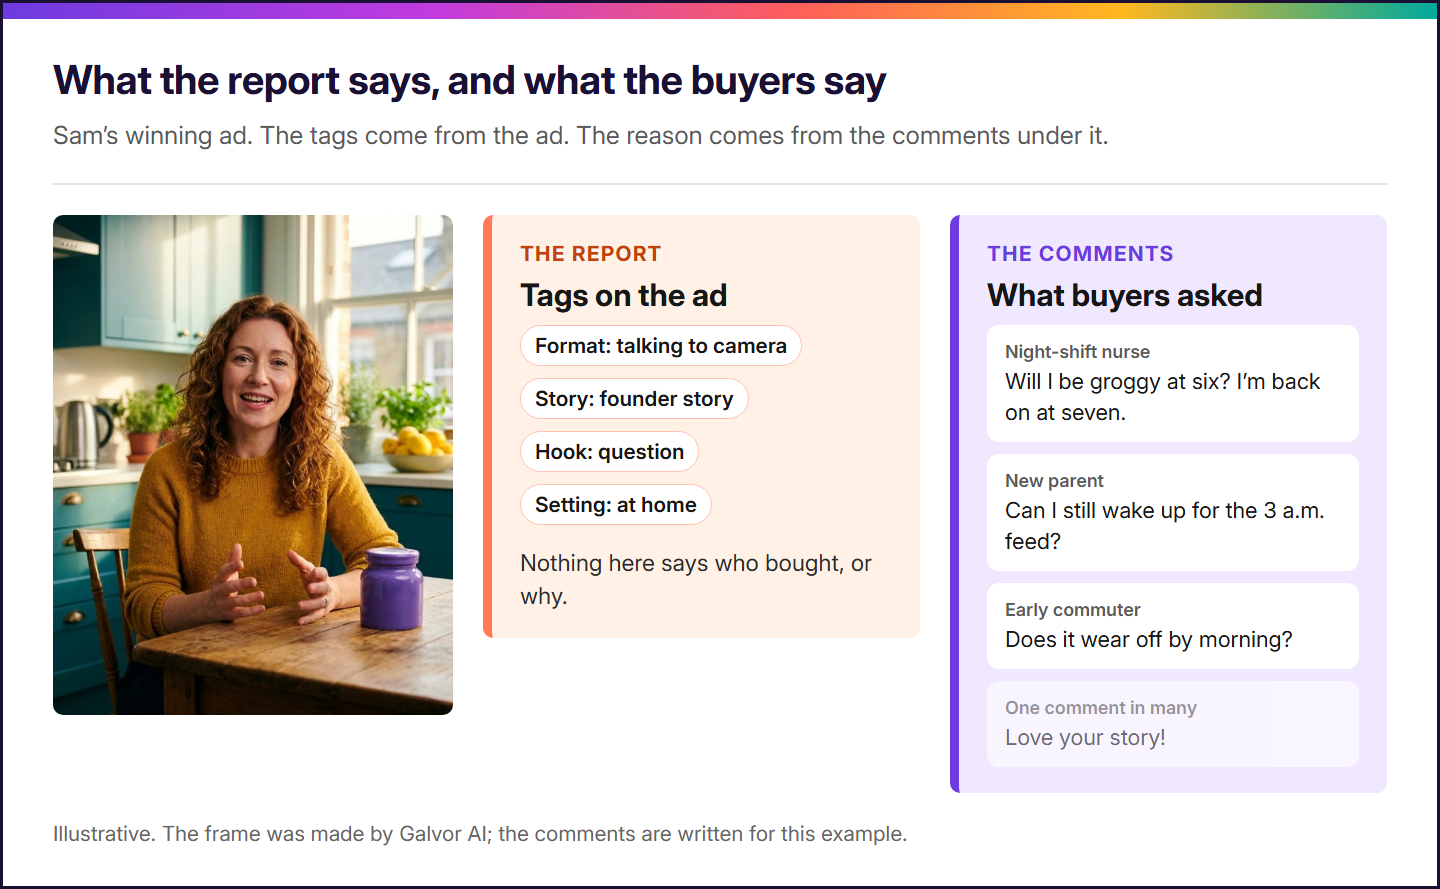 What the report says, and what the buyers say
Sam’s winning ad. The tags come from the ad. The reason comes from the comments under it.
THE REPORT
Tags on the ad
Format: talking to camera
Story: founder story
Hook: question
Setting: at home
Nothing here says who bought, or
why.
THE COMMENTS
What buyers asked
Night-shift nurse
Will I be groggy at six? I’m back
on at seven.
New parent
Can I still wake up for the 3 a.m.
feed?
Early commuter
Does it wear off by morning?
One comment in many
Love your story!
Illustrative. The frame was made by Galvor AI; the comments are written for this example.